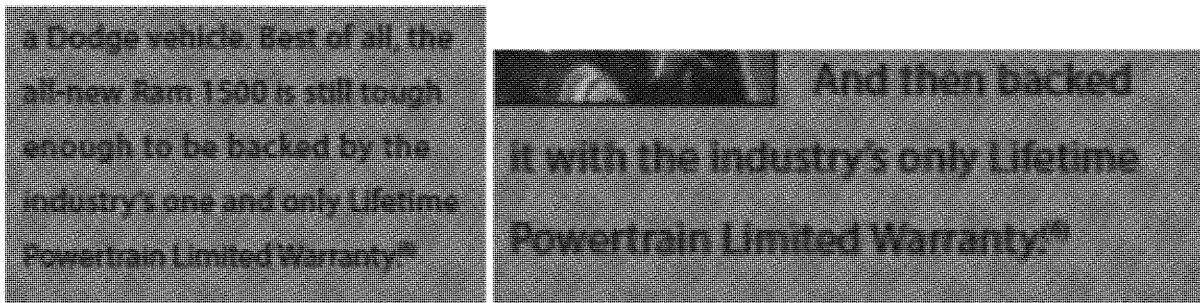 a Dodge vehicle. Best of all, the
all-new Ram 1500 is still tough
enough to be backed by the
industry's one and only Lifetime
Powertrain Limited Warranty.
And then backed
it with the industry's only Lifetime
Powertrain Limited Warranty.